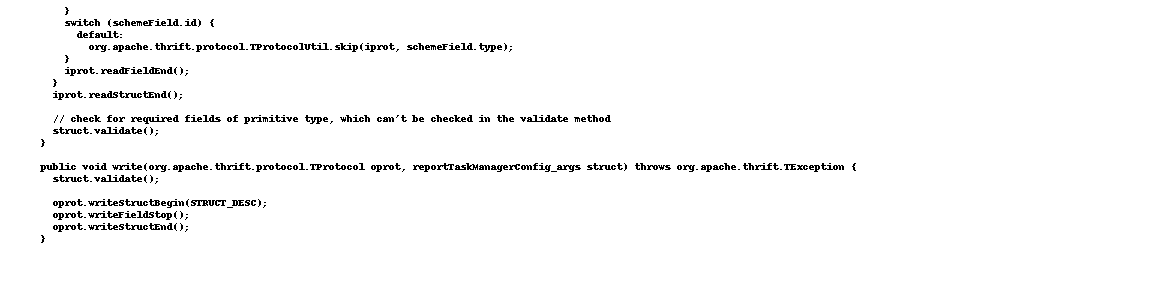 }
switch (schemeField.id) {
default:
org.apache.thrift.protocol.TProtocolUtil.skip(iprot, schemeField.type);
}
iprot.readFieldEnd();
}
iprot.readStructEnd();
// check for required fields of primitive type, which can't be checked in the validate method
struct.validate();
}
public void write(org.apache.thrift.protocol.TProtocol oprot, reportTaskManagerConfig_args struct) throws org.apache.thrift.TException {
struct.validate();
oprot.writeStructBegin(STRUCT_DESC);
oprot.writeFieldStop();
oprot.writeStructEnd();
}